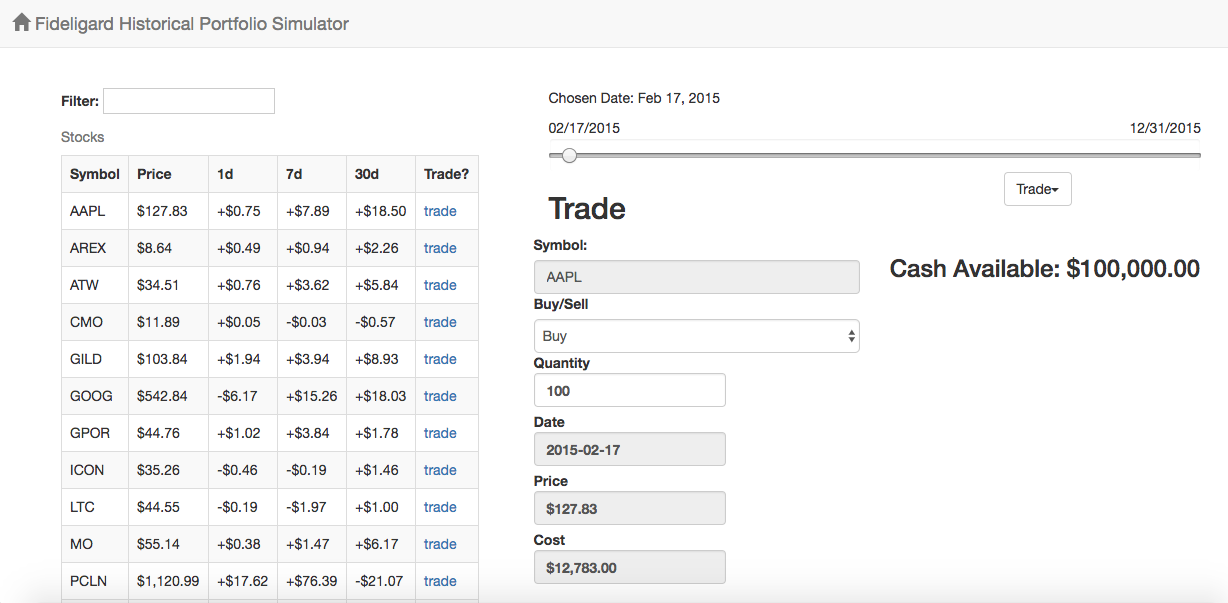 Fideligard Historical Portfolio Simulator
Filter:
Stocks
Symbol Price 1d 7d 30d Trade?
AAPL $127.83 +$0.75 +$7.89 +$18.50 trade
AREX $8.64 +$0.49 +$0.94 +$2.26 trade
ATW $34.51 +$0.76 +$3.62 +$5.84 trade
CMO $11.89 +$0.05 -$0.03 -$0.57 trade
GILD $103.84 +$1.94 +$3.94 +$8.93 trade
GOOG $542.84 -$6.17 +$15.26 +$18.03 trade
GPOR $44.76 +$1.02 +$3.84 +$1.78 trade
ICON $35.26 -$0.46 -$0.19 +$1.46 trade
LTC $44.55 -$0.19 -$1.97 +$1.00 trade
MO $55.14 +$0.38 +$1.47 +$6.17 trade
PCLN $1,120.99 +$17.62 +$76.39 -$21.07 trade
Chosen Date: Feb 17, 2015
02/17/2015 12/31/2015
Trade
Trade
Symbol:
AAPL
Cash Available: $100,000.00
Buy/Sell
Buy
Quantity
100
Date
2015-02-17
Price
$127.83
Cost
$12,783.00